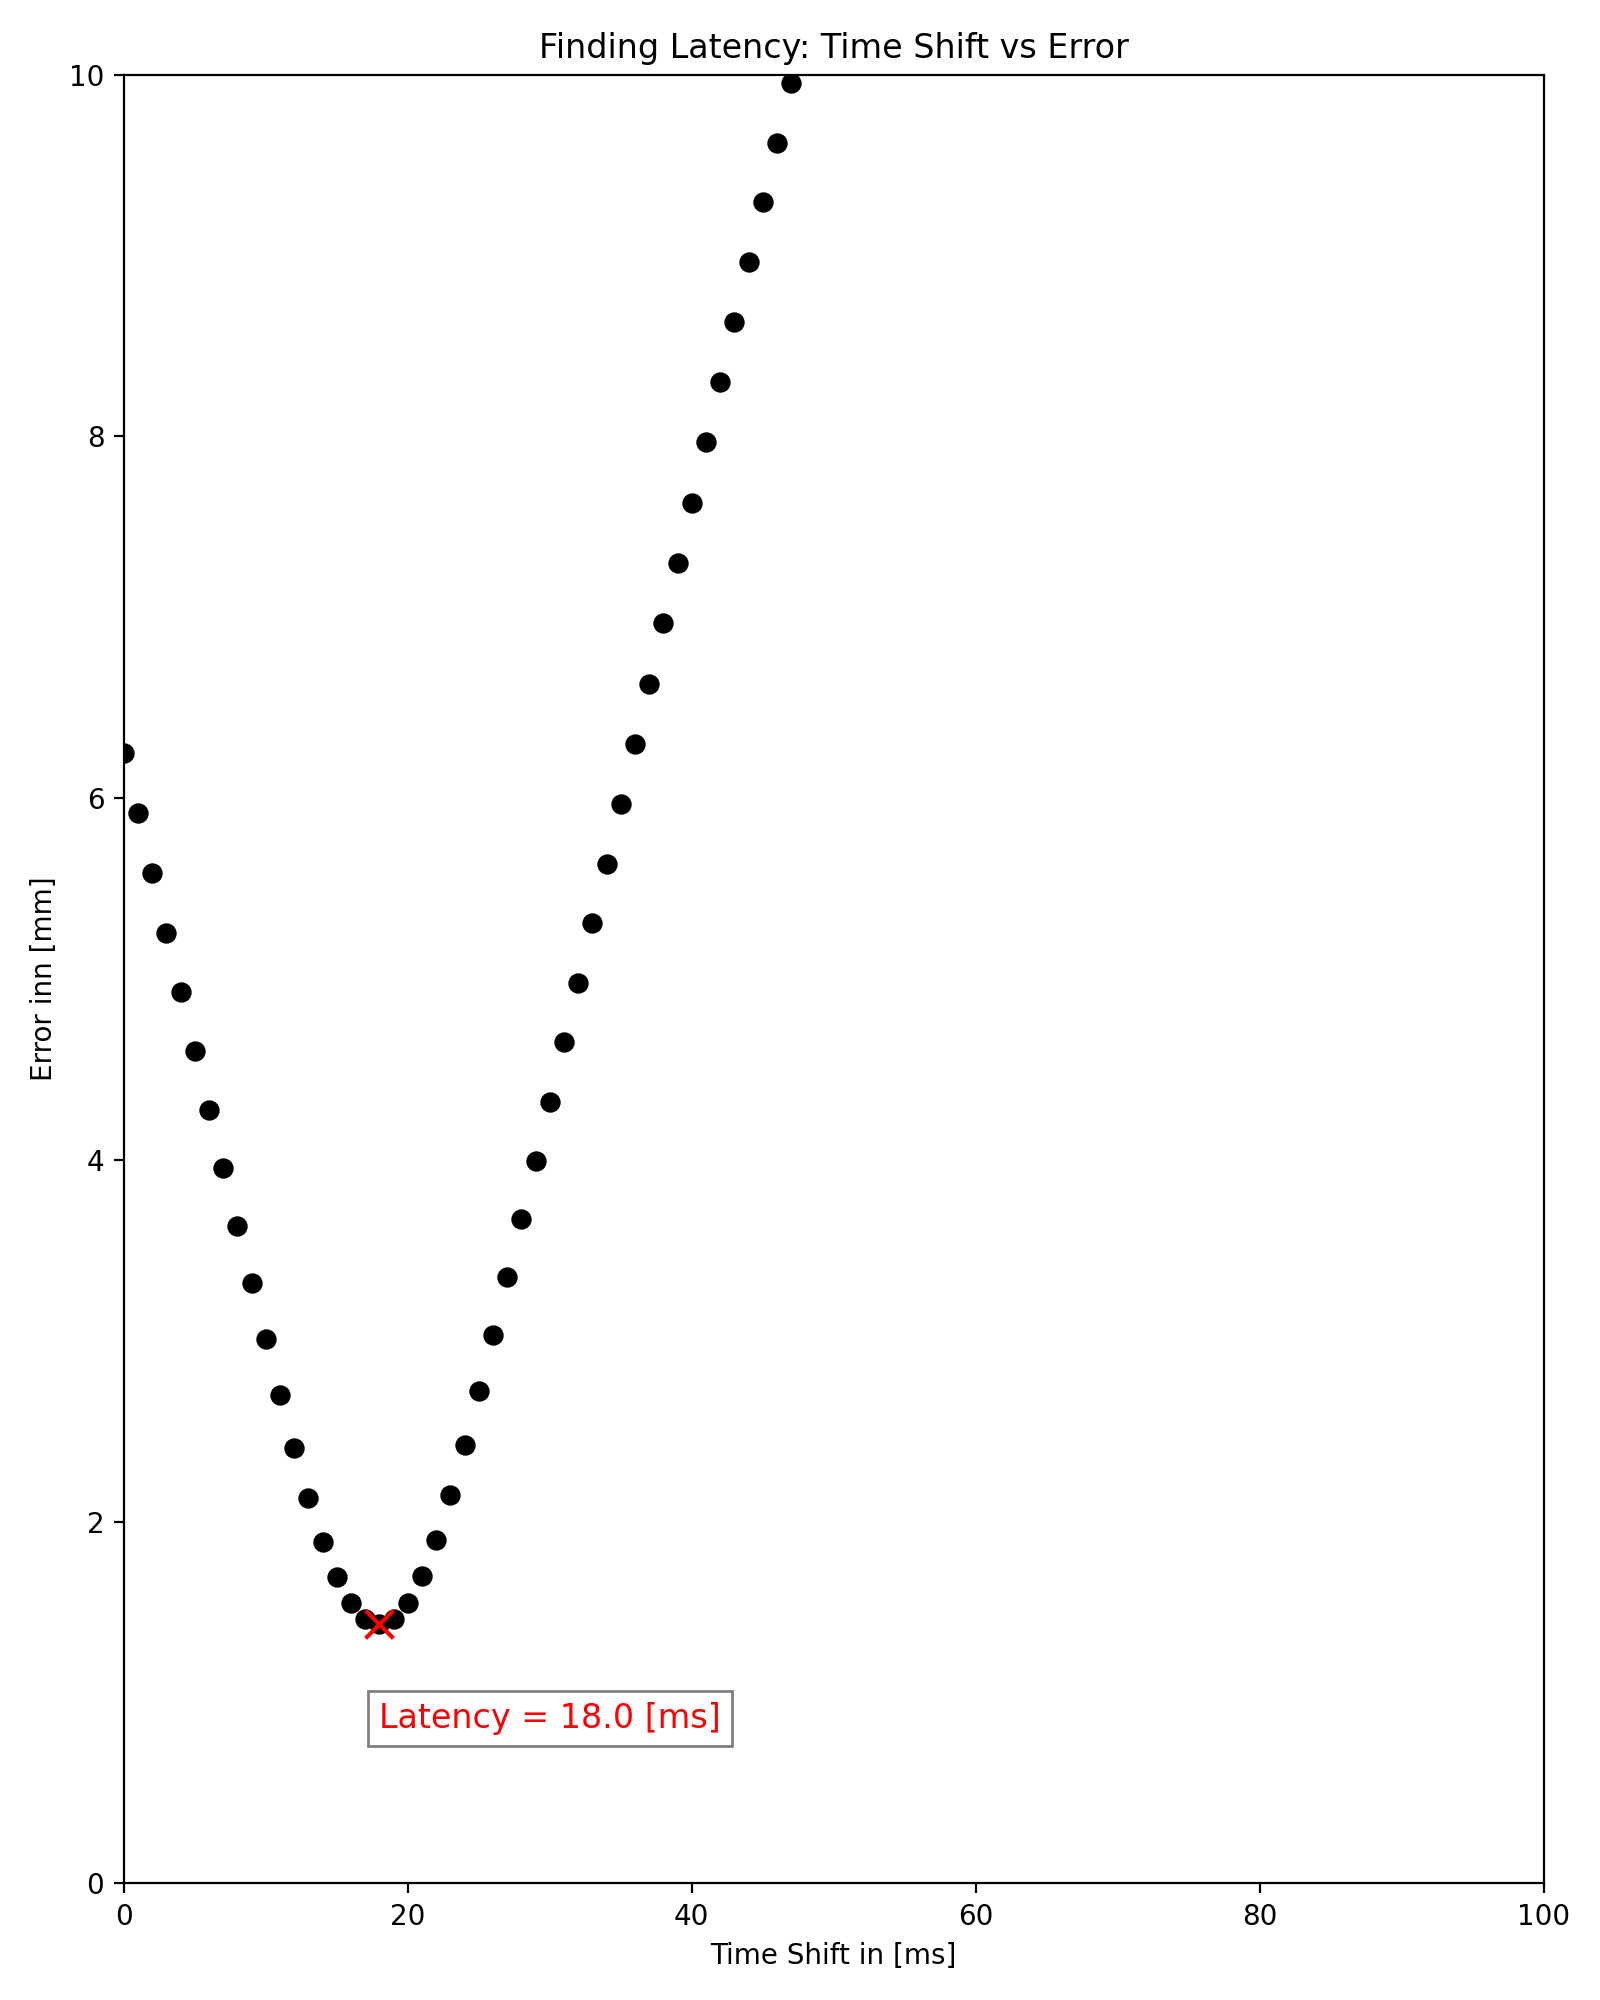 Finding Latency: Time Shift vs Error
10
8
6
4
2
0
Error inn [mm]
Latency = 18.0 [ms]
0 20 40 60 80 100
Time Shift in [ms]